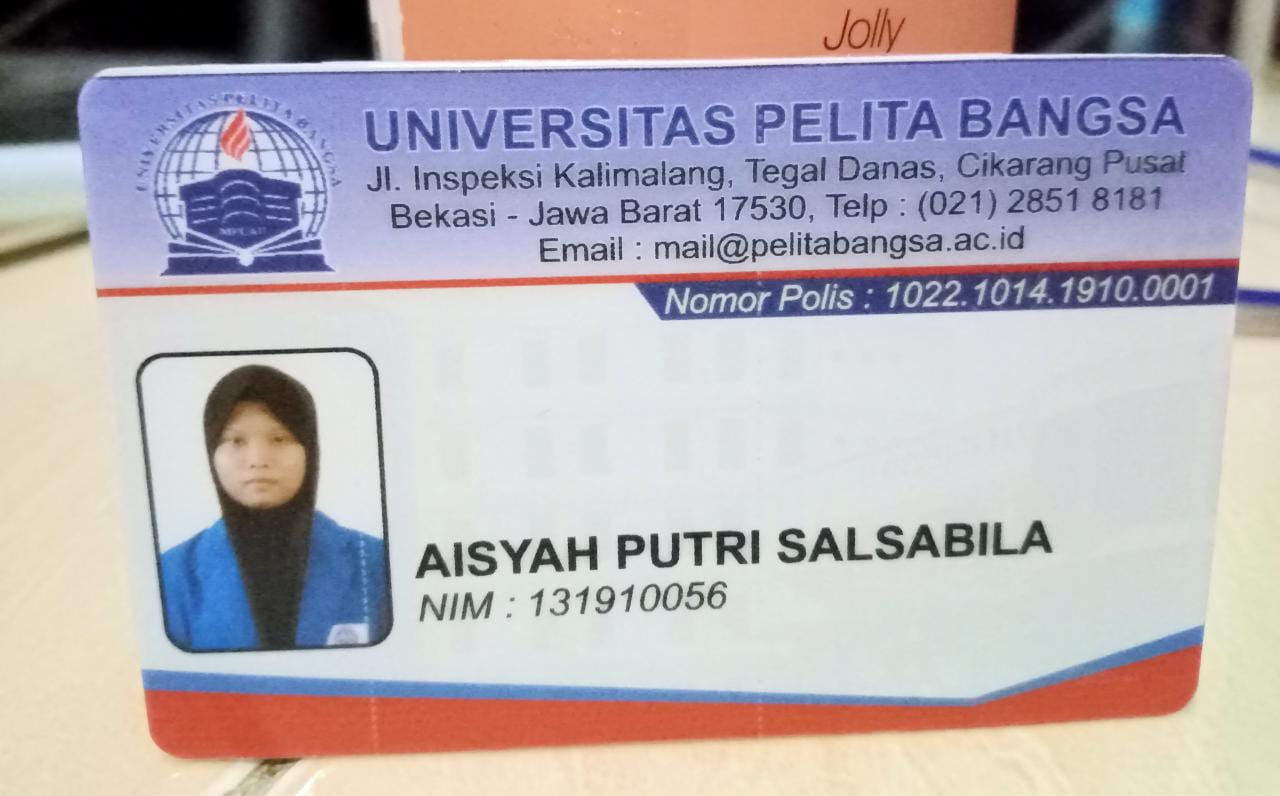 Jolly
UNIVERSITAS PELITA BANGSA
UNIVERSITAS PELITA BANGSA
Jl. Inspeksi Kalimalang, Tegal Danas, Cikarang Pusat
Bekasi - Jawa Barat 17530, Telp : (021) 2851 8181
Email : mail@pelitabangsa.ac.id
Nomor Polis : 1022.1014.1910.0001
AISYAH PUTRI SALSABILA
NIM : 131910056